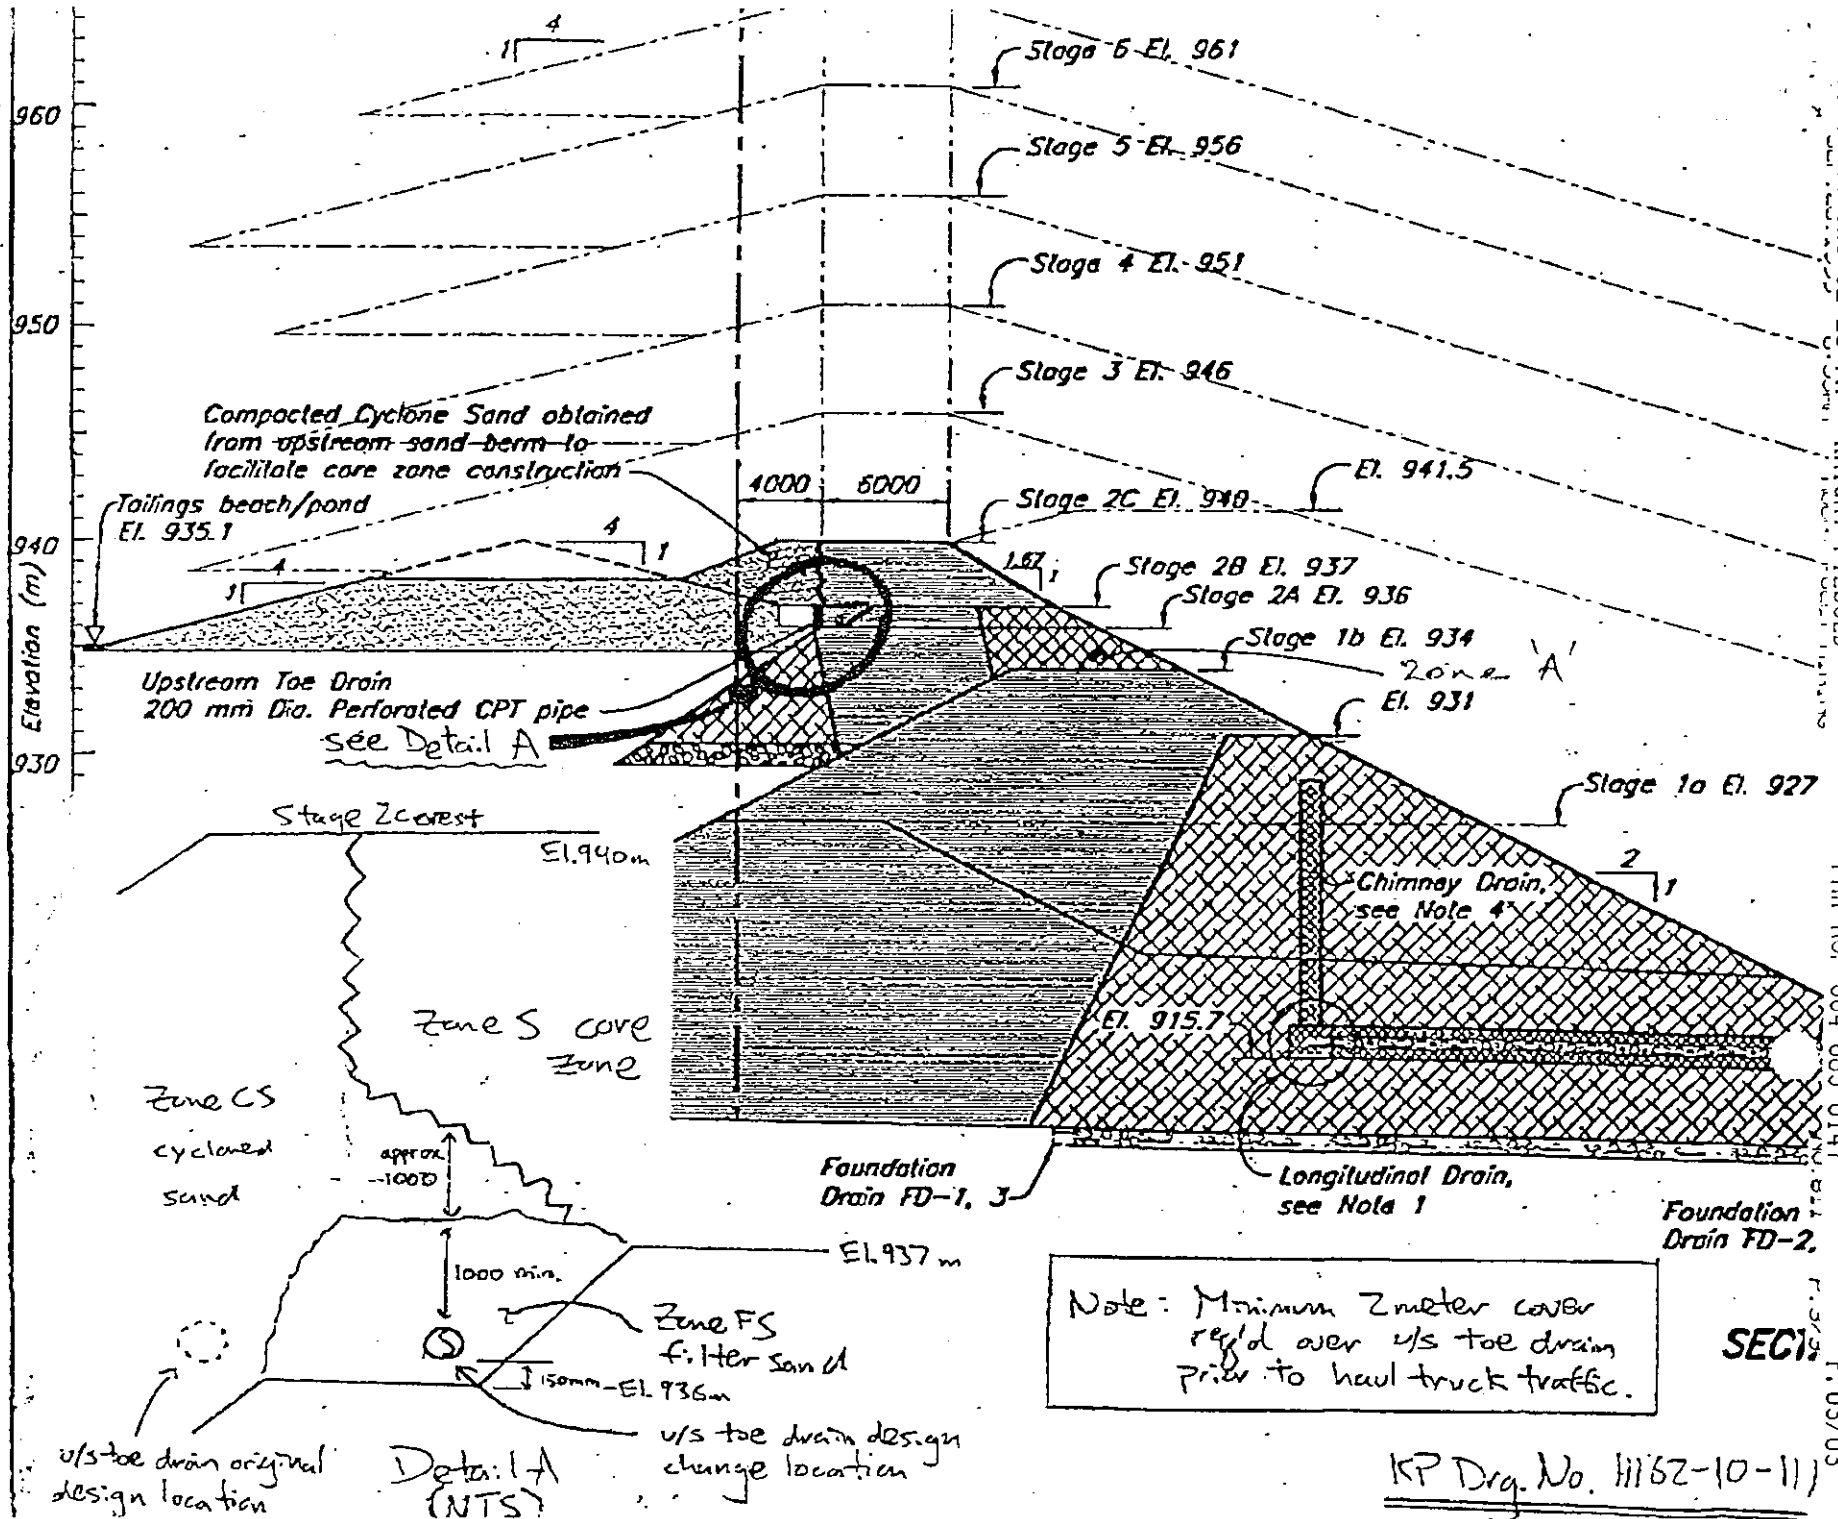 4
1
Stage 6 El. 961
960
Stage 5 El. 956
Stage 4 El. 951
950
Stage 3 El. 946
Compacted Cyclone Sand obtained
from upstream sand berm to
facilitate core zone construction
4000
6000
El. 941.5
Stage 2C El. 940
Tailings beach/pond
El. 935.1
4
1
940
4
1
1.67
1
Stage 2B El. 937
Stage 2A El. 936
Stage 1b El. 934
Zone 'A'
Elevation (m)
Upstream Toe Drain
200 mm Dia. Perforated CPT pipe
see Detail A
El. 931
930
Stage 1a El. 927
Stage 2c crest
El. 940m
2
1
Chimney Drain,
see Note 4
Zone S core
zone
El. 915.7
Zone CS
cycloned
sand
approx
1000
Foundation
Drain FD-1, 3
Longitudinal Drain,
see Note 1
Foundation
Drain FD-2,
El. 937 m
1000 min.
Zone FS
filter sand
150mm
El. 936m
Note: Minimum 2 meter cover
req'd over u/s toe drain
prior to haul truck traffic.
u/s toe drain original
design location
Detail A
(NTS)
u/s toe drain design
change location
KP Drg. No. 11162-10-111